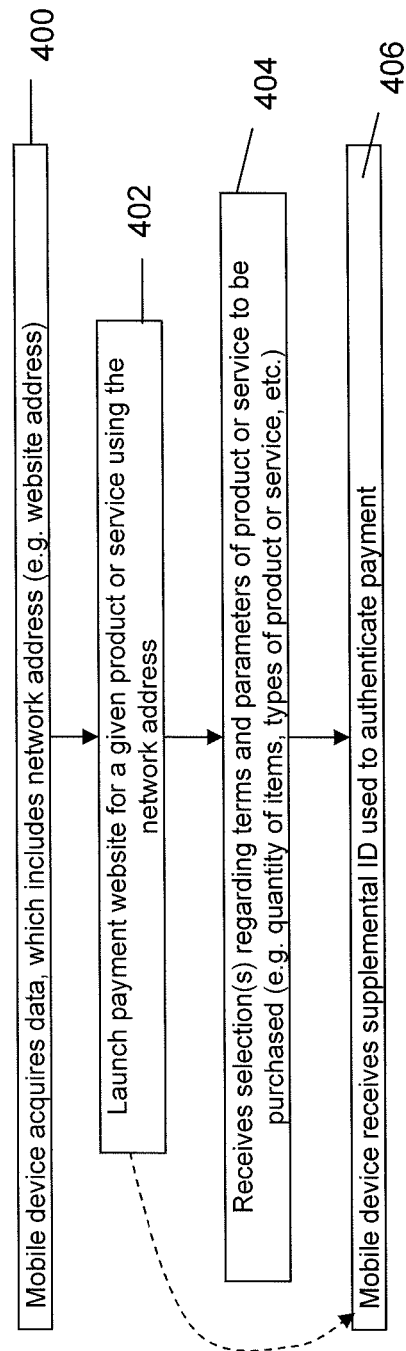 Mobile device acquires data, which includes network address (e.g. website address)
400
Launch payment website for a given product or service using the
network address
402
Receives selection(s) regarding terms and parameters of product or service to be
purchased (e.g. quantity of items, types of product or service, etc.)
404
Mobile device receives supplemental ID used to authenticate payment
406